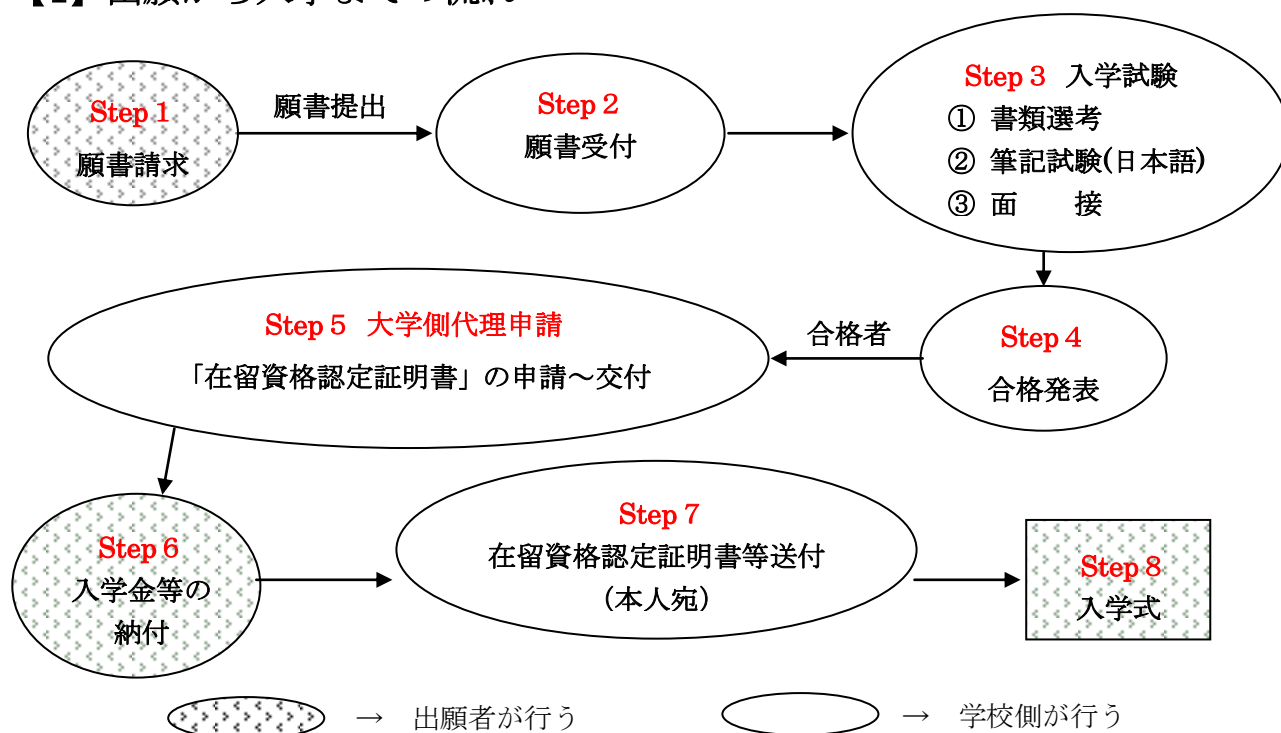 Step 1
願書請求
願書提出
Step 2
願書受付
Step 3 入学試験
① 書類選考
② 筆記試験(日本語)
③ 面　　接
Step 4
合格発表
合格者
Step 5 大学側代理申請
「在留資格認定証明書」の申請~交付
Step 6
入学金等の
納付
Step 7
在留資格認定証明書等送付
(本人宛)
Step 8
入学式
→ 出願者が行う
→ 学校側が行う